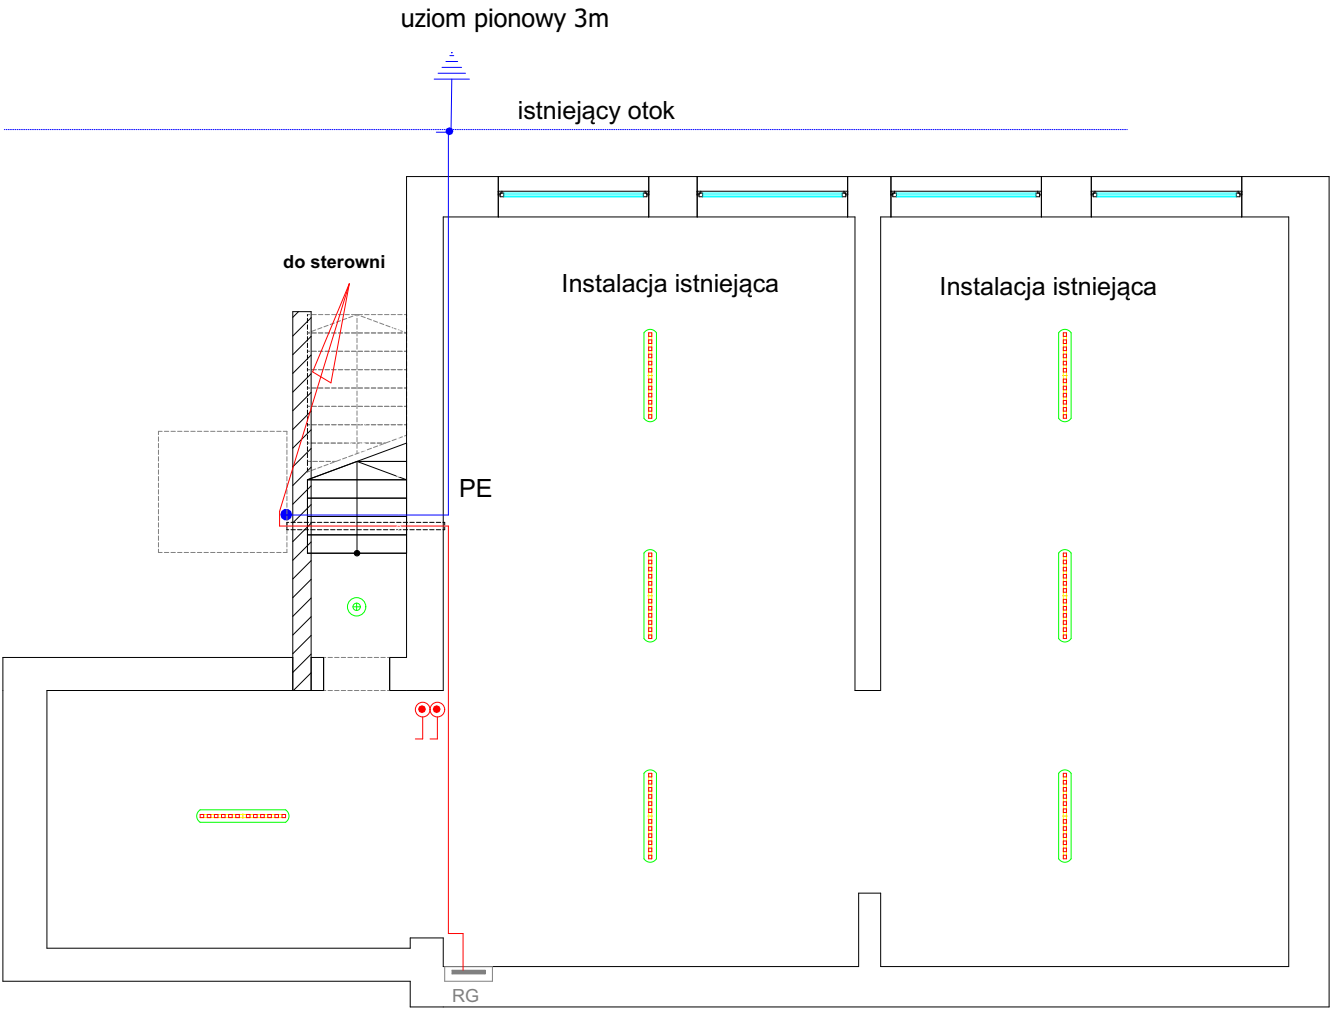 uziom pionowy 3m
istniejący otok
do sterowni
Instalacja istniejąca
Instalacja istniejąca
PE
RG